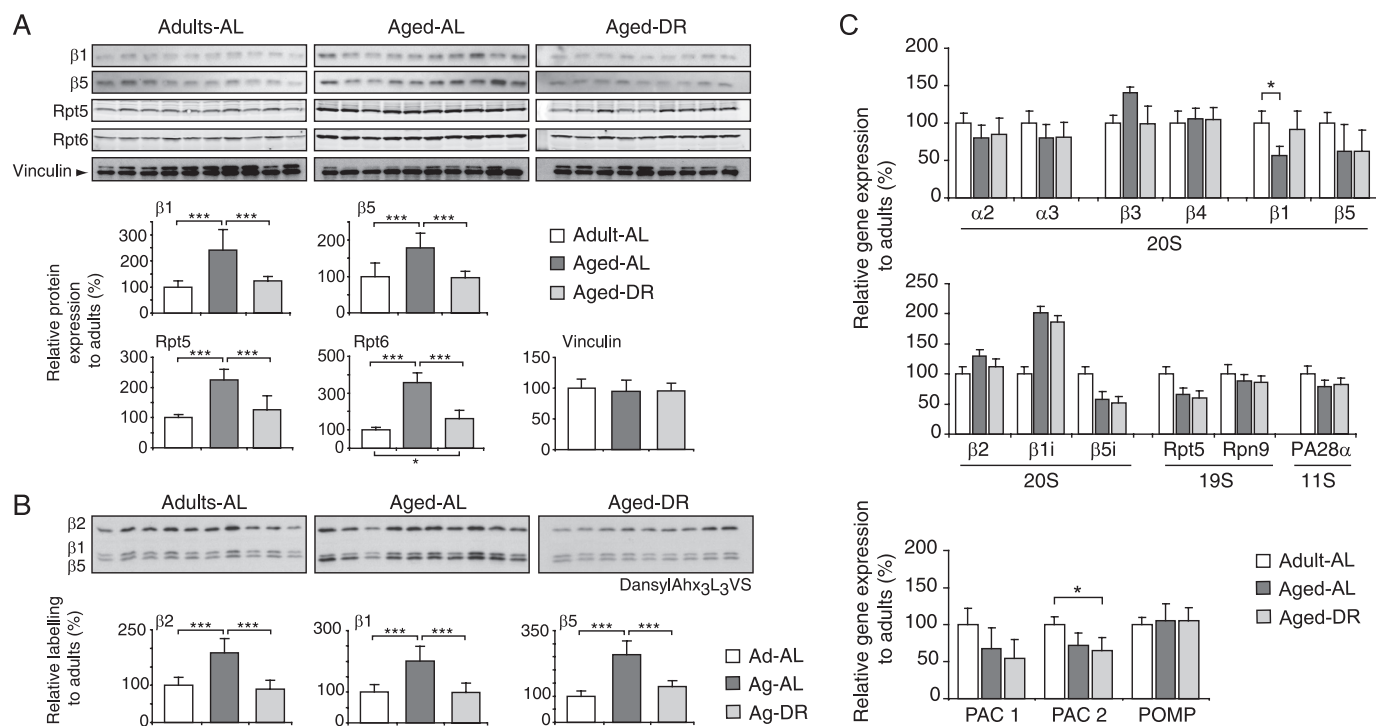 A
Adults-AL
Aged-AL
Aged-DR
β1
β5
Rpt5
Rpt6
Vinculin
Relative protein
expression
to adults (%)
β1
***
***
300
200
100
0
β5
***
***
200
100
0
Adult-AL
Aged-AL
Aged-DR
Rpt5
***
***
300
200
100
0
Rpt6
***
***
500
300
100
0
*
Vinculin
150
100
50
0
B
Adults-AL
Aged-AL
Aged-DR
β2
β1
β5
DansylAhx3L3VS
Relative labelling
to adults (%)
β2
***
***
250
100
0
β1
***
***
300
100
0
β5
***
***
350
100
0
Ad-AL
Ag-AL
Ag-DR
C
Relative gene expression
to adults (%)
200
150
100
50
0
*
α2
α3
β3
β4
β1
β5
20S
250
200
150
100
50
0
β2
β1i
β5i
Rpt5
Rpn9
PA28α
20S
19S
11S
Relative gene expression
to adults (%)
200
150
100
50
0
*
PAC 1
PAC 2
POMP
Adult-AL
Aged-AL
Aged-DR